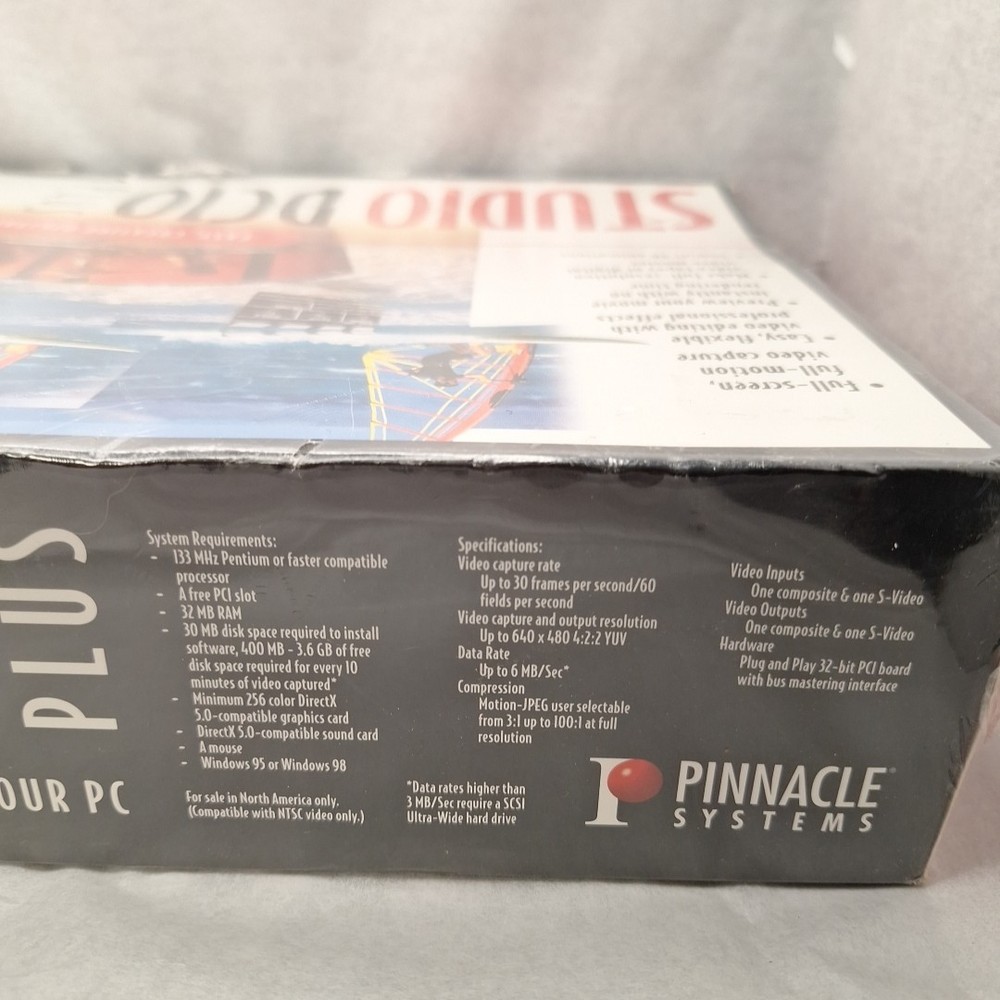 STUDIO DC10
• Full-screen,
full-motion
video capture
• Easy, flexible
video editing with
professional effects
• Preview your movie
instantly with no
rendering time
PLUS
OUR PC
System Requirements:
- 133 MHz Pentium or faster compatible
processor
- A free PCI slot
- 32 MB RAM
- 30 MB disk space required to install
software, 400 MB - 3.6 GB of free
disk space required for every 10
minutes of video captured*
- Minimum 256 color DirectX
5.0-compatible graphics card
- DirectX 5.0-compatible sound card
- A mouse
- Windows 95 or Windows 98
For sale in North America only.
(Compatible with NTSC video only.)
Specifications:
Video capture rate
Up to 30 frames per second/60
fields per second
Video capture and output resolution
Up to 640 x 480 4:2:2 YUV
Data Rate
Up to 6 MB/Sec*
Compression
Motion-JPEG user selectable
from 3:1 up to 100:1 at full
resolution
*Data rates higher than
3 MB/Sec require a SCSI
Ultra-Wide hard drive
Video Inputs
One composite & one S-Video
Video Outputs
One composite & one S-Video
Hardware
Plug and Play 32-bit PCI board
with bus mastering interface
PINNACLE®
SYSTEMS